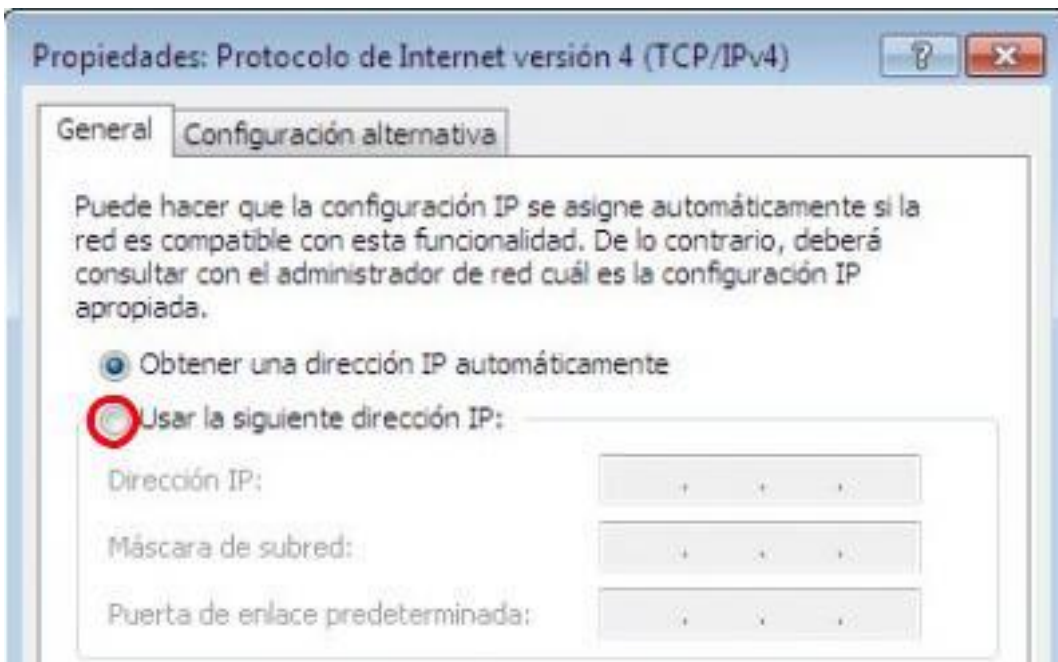 Propiedades: Protocolo de Internet versión 4 (TCP/IPv4)
General
Configuración alternativa
Puede hacer que la configuración IP se asigne automáticamente si la
red es compatible con esta funcionalidad. De lo contrario, deberá
consultar con el administrador de red cuál es la configuración IP
apropiada.
Obtener una dirección IP automáticamente
Usar la siguiente dirección IP:
Dirección IP:
Máscara de subred:
Puerta de enlace predeterminada: